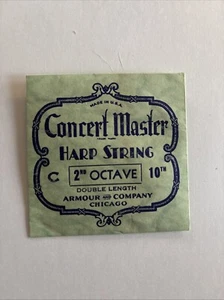 MADE IN U.S.A.
Concert Master
HARP STRING
C 2ND OCTAVE 10TH
DOUBLE LENGTH
ARMOUR AND COMPANY
CHICAGO